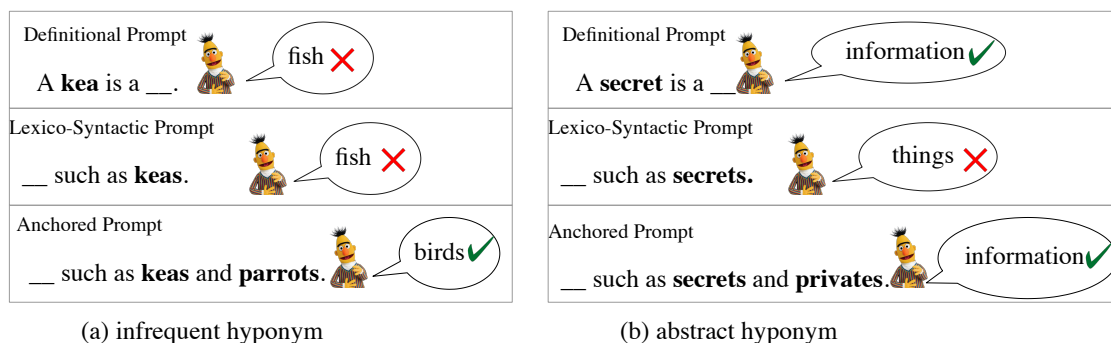 Definitional Prompt
fish
A kea is a __.
Lexico-Syntactic Prompt
fish
__ such as keas.
Anchored Prompt
birds
__ such as keas and parrots.
(a) infrequent hyponym
Definitional Prompt
information
A secret is a __
Lexico-Syntactic Prompt
things
__ such as secrets.
Anchored Prompt
information
__ such as secrets and privates.
(b) abstract hyponym